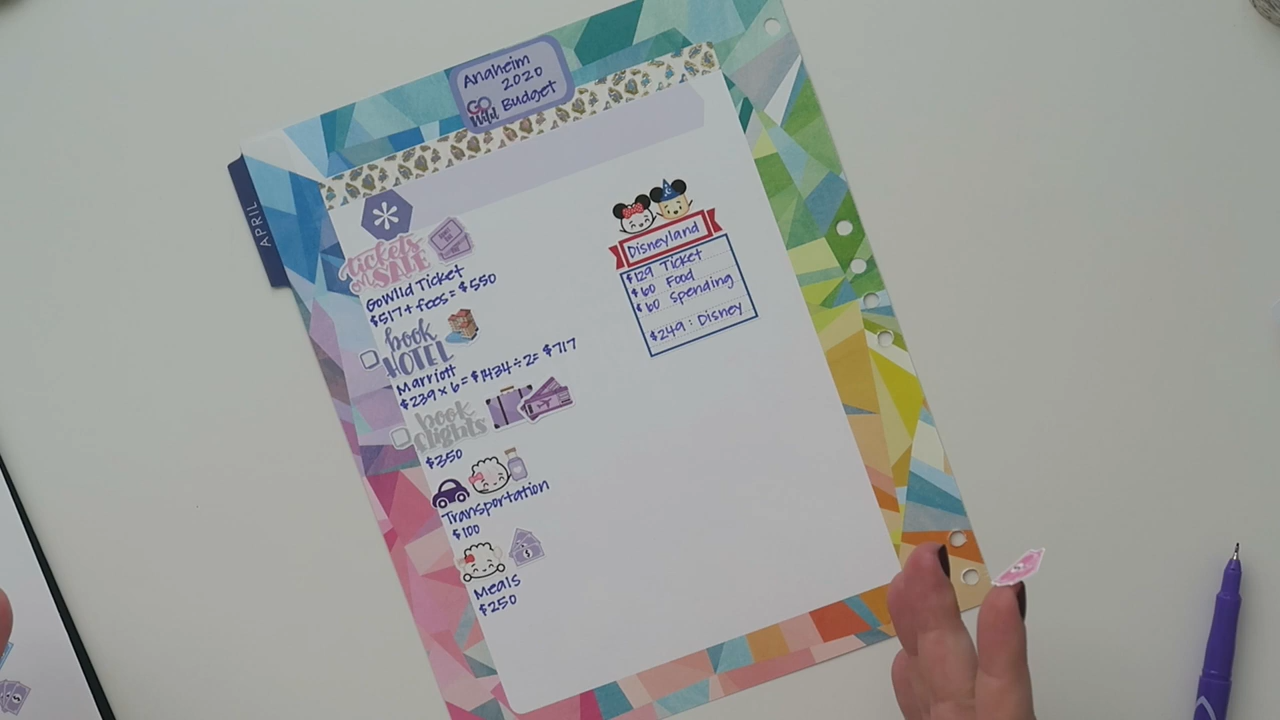 Anaheim
2020
GO Wild Budget
APRIL
tickets
on SALE
GoWild Ticket
$517 + fees = $550
book
HOTEL
Marriott
$239 x 6 = $1434 ÷ 2 = $717
book
flights
$350
Transportation
$100
Meals
$250
Disneyland
$129 Ticket
$60 Food
$60 Spending
$249 : Disney